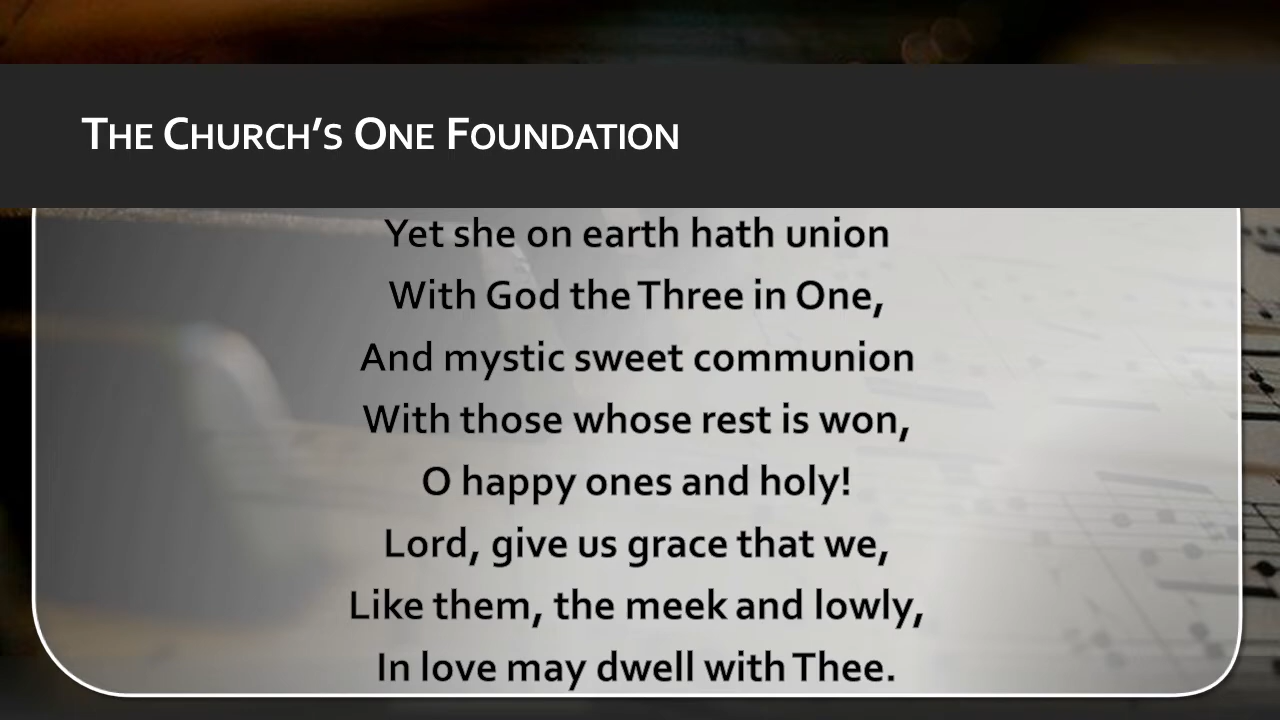 The Church's One Foundation
Yet she on earth hath union
With God the Three in One,
And mystic sweet communion
With those whose rest is won,
O happy ones and holy!
Lord, give us grace that we,
Like them, the meek and lowly,
In love may dwell with Thee.